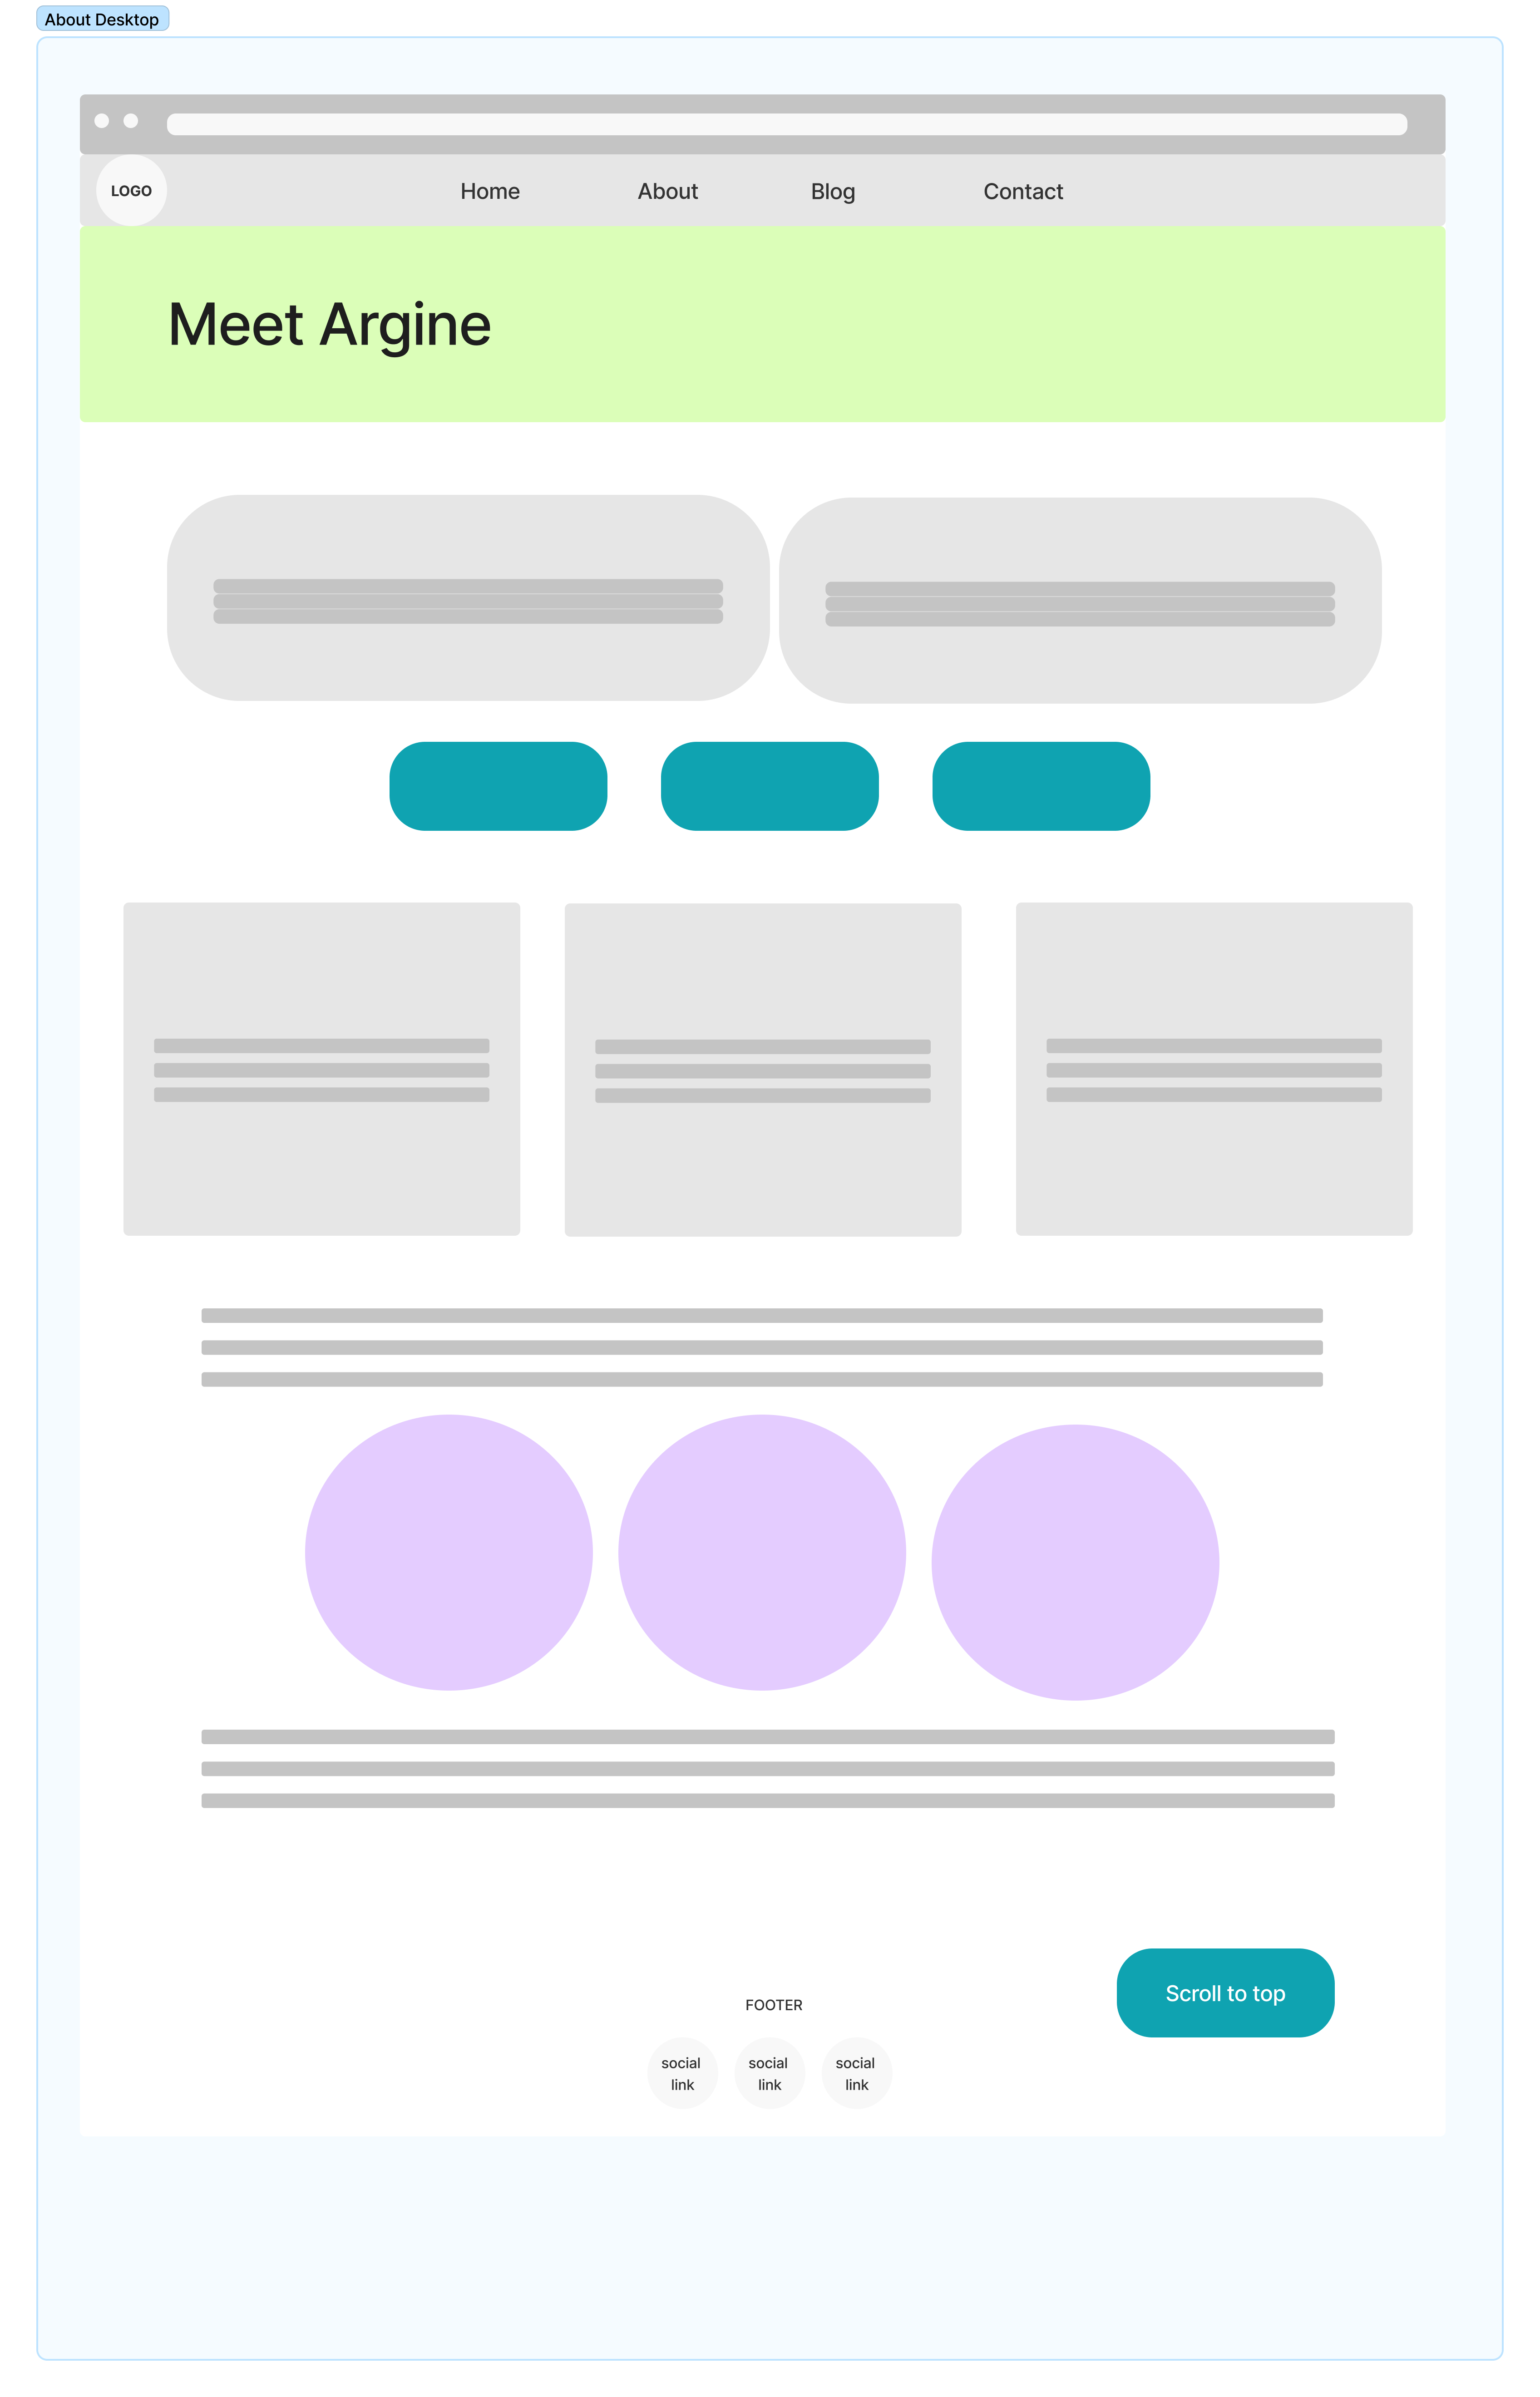 About Desktop
LOGO
Home
About
Blog
Contact
Meet Argine
Scroll to top
FOOTER
social
link
social
link
social
link